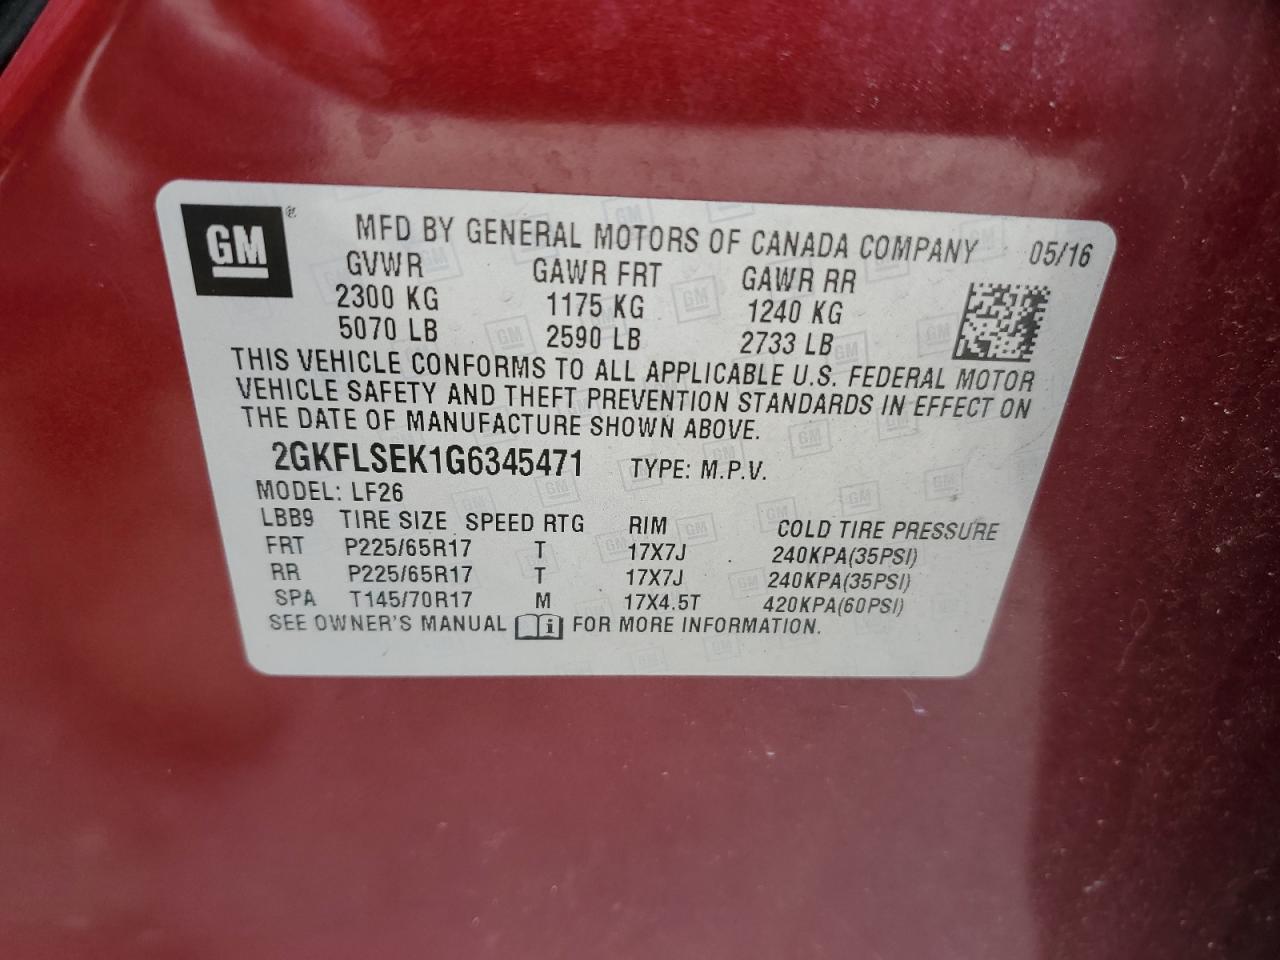 GM ® MFD BY GENERAL MOTORS OF CANADA COMPANY 05/16
GVWR GAWR FRT GAWR RR
2300 KG 1175 KG 1240 KG
5070 LB 2590 LB 2733 LB
THIS VEHICLE CONFORMS TO ALL APPLICABLE U.S. FEDERAL MOTOR
VEHICLE SAFETY AND THEFT PREVENTION STANDARDS IN EFFECT ON
THE DATE OF MANUFACTURE SHOWN ABOVE.
2GKFLSEK1G6345471 TYPE: M.P.V.
MODEL: LF26
LBB9 TIRE SIZE SPEED RTG RIM COLD TIRE PRESSURE
FRT P225/65R17 T 17X7J 240KPA(35PSI)
RR P225/65R17 T 17X7J 240KPA(35PSI)
SPA T145/70R17 M 17X4.5T 420KPA(60PSI)
SEE OWNER'S MANUAL i FOR MORE INFORMATION.